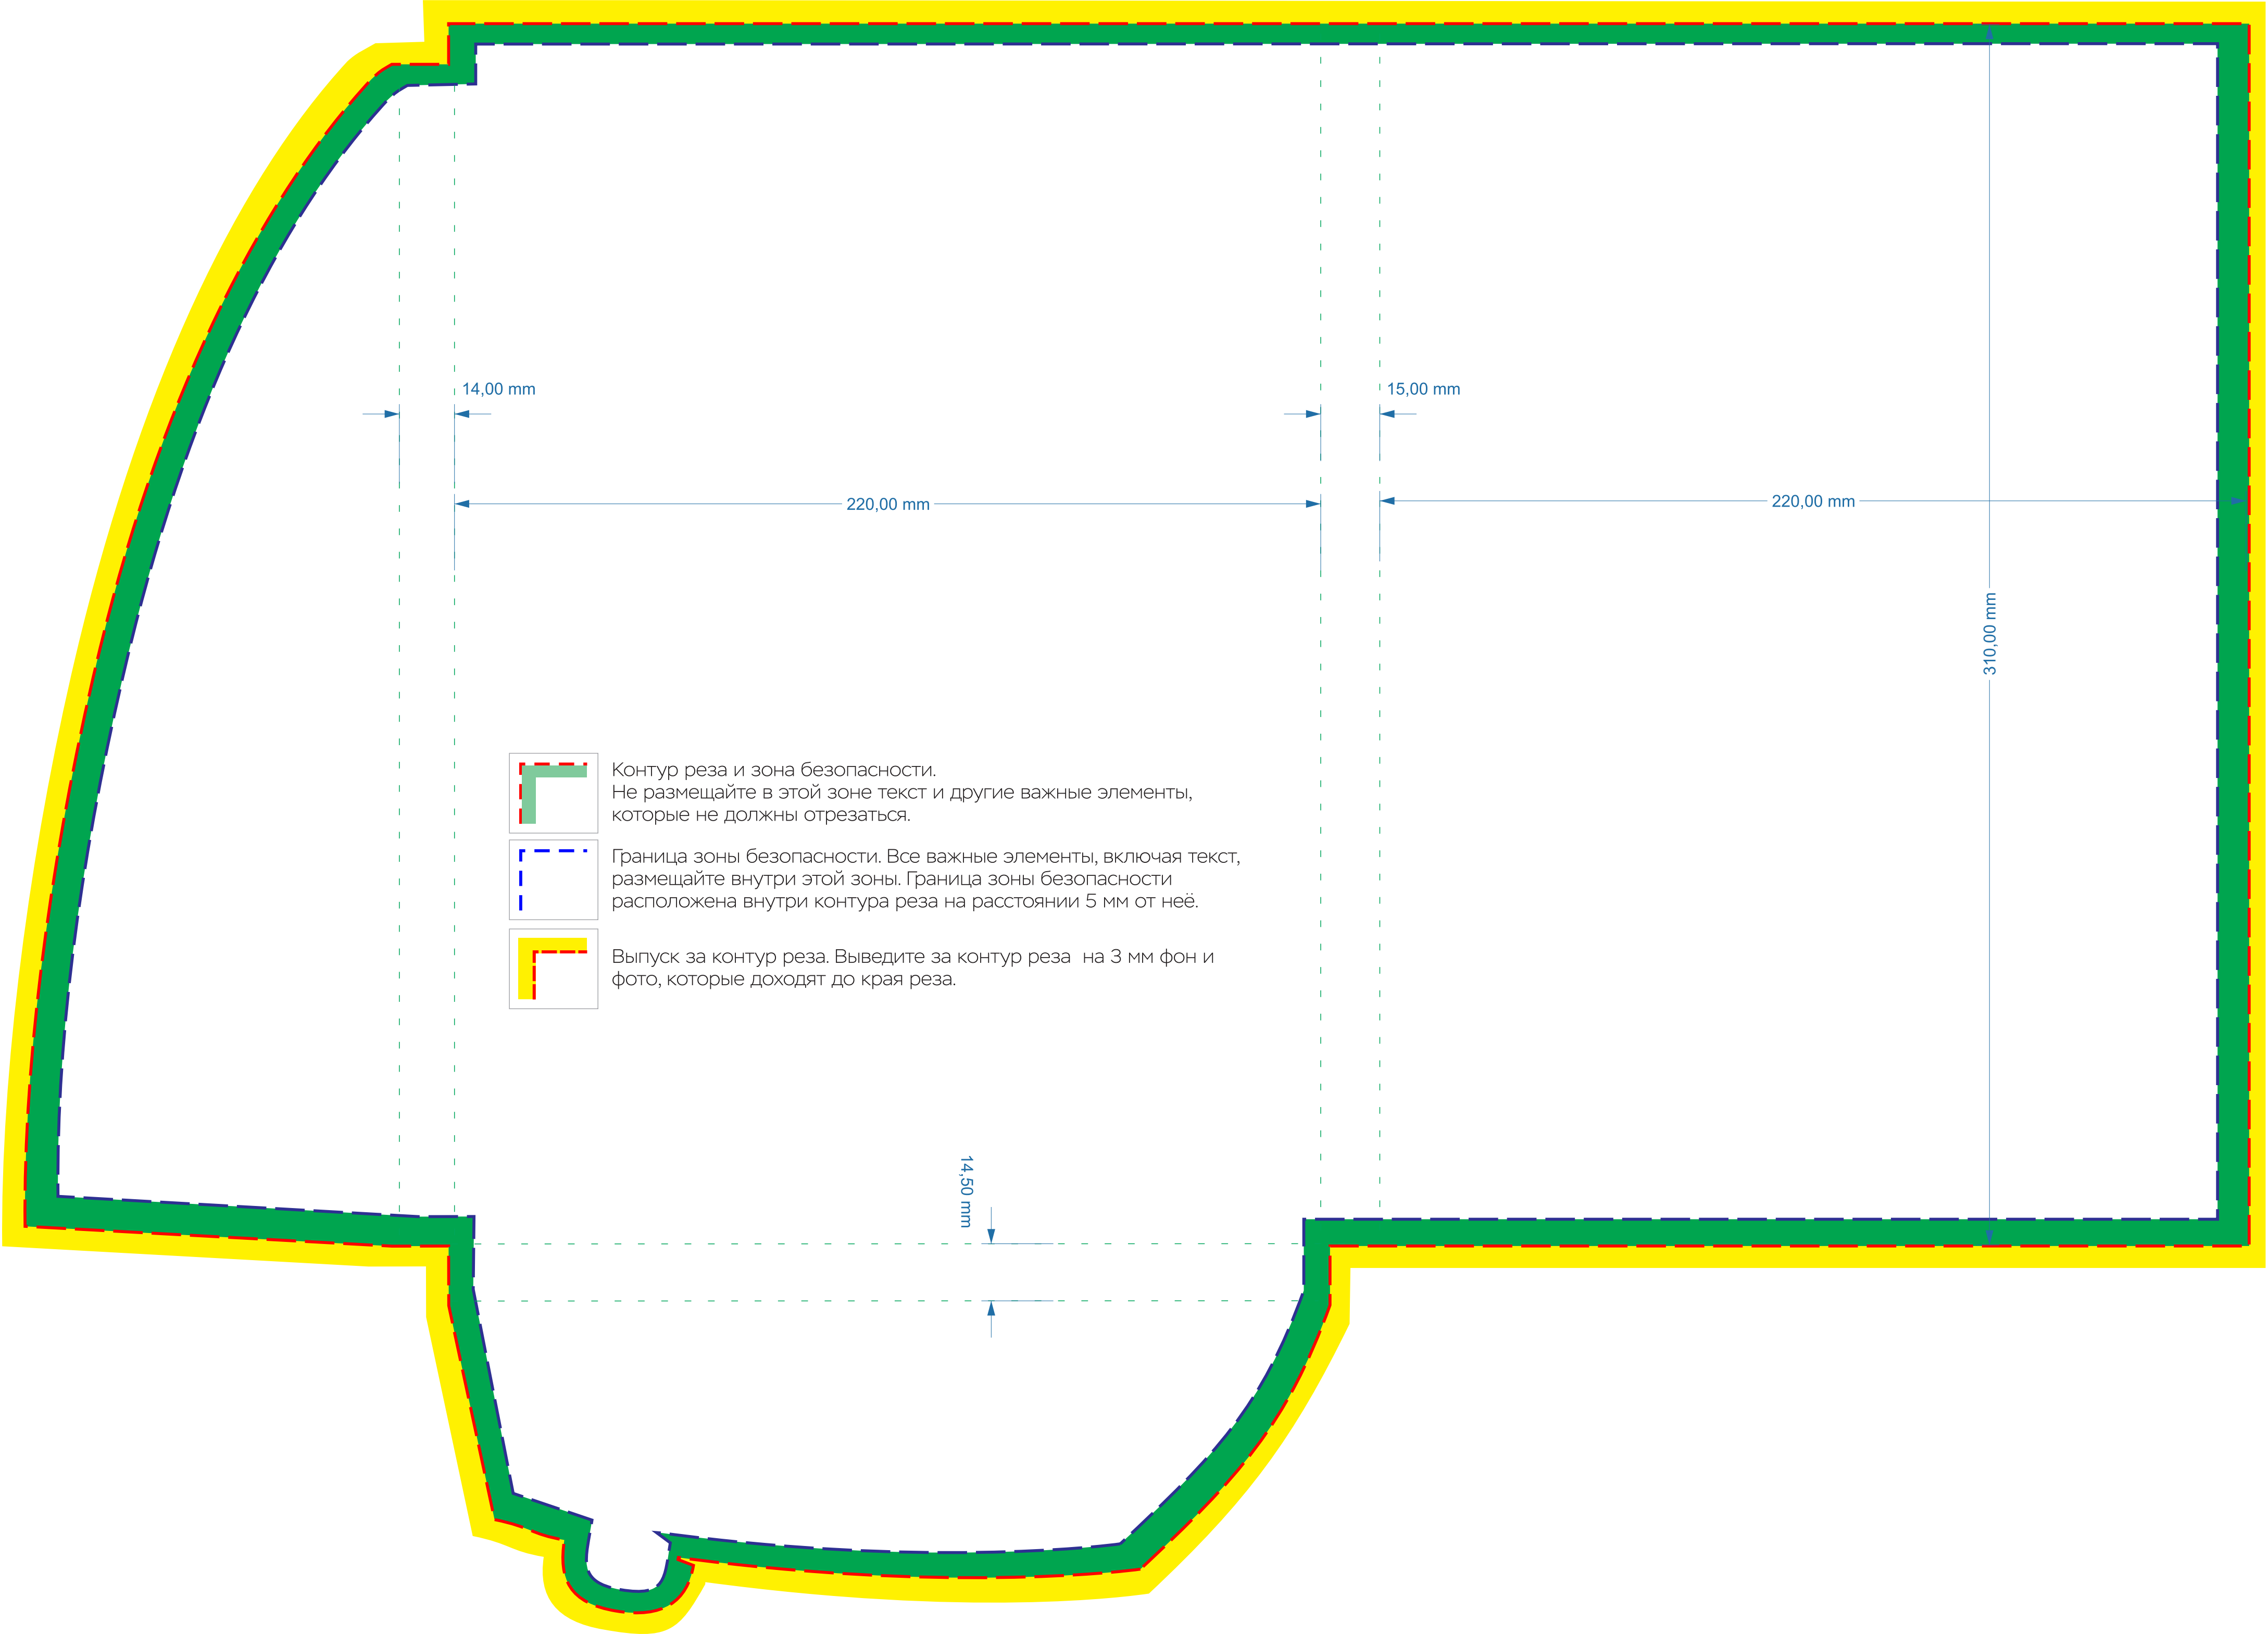 14,00 mm
15,00 mm
220,00 mm
220,00 mm
310,00 mm
Контур реза и зона безопасности.
Не размещайте в этой зоне текст и другие важные элементы,
которые не должны отрезаться.
Граница зоны безопасности. Все важные элементы, включая текст,
размещайте внутри этой зоны. Граница зоны безопасности
расположена внутри контура реза на расстоянии 5 мм от неё.
Выпуск за контур реза. Выведите за контур реза  на 3 мм фон и
фото, которые доходят до края реза.
14,50 mm